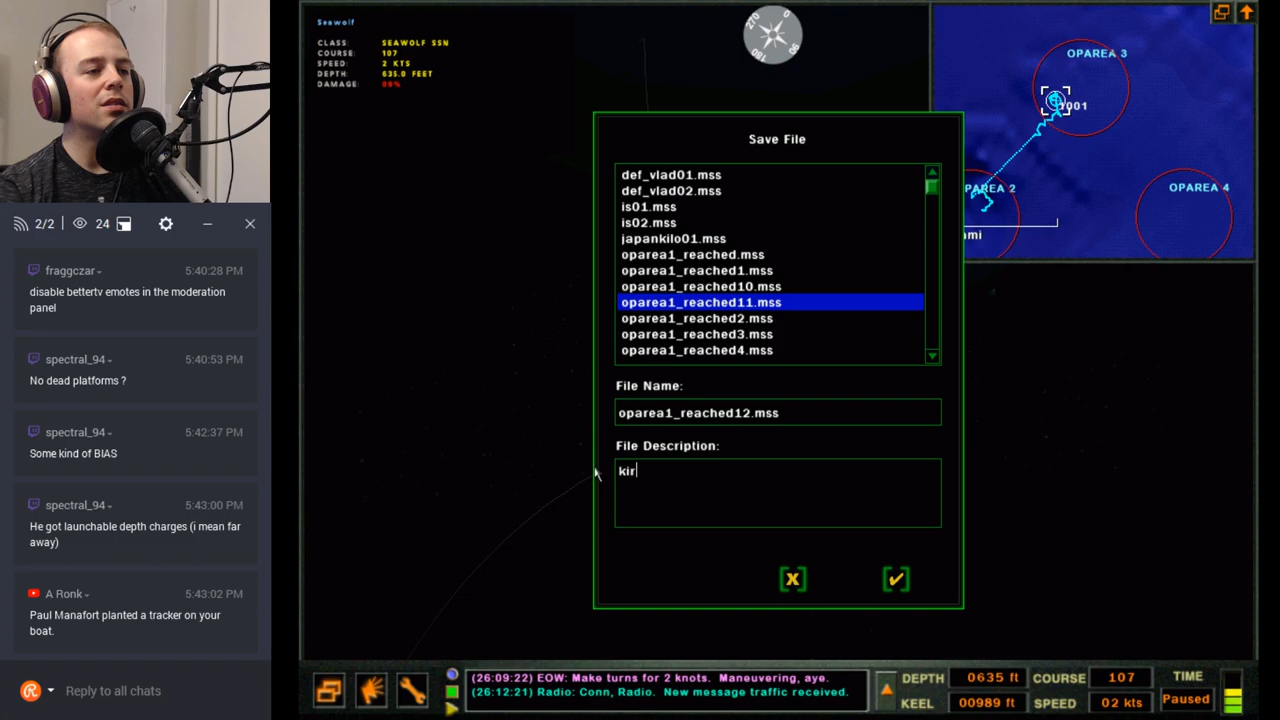 2/2 24
fraggczar 5:40:28 PM
disable bettertv emotes in the moderation
panel
spectral_94 5:40:53 PM
No dead platforms ?
spectral_94 5:42:37 PM
Some kind of BIAS
spectral_94 5:43:00 PM
He got launchable depth charges (i mean far
away)
A Ronk 5:43:02 PM
Paul Manafort planted a tracker on your
boat.
Reply to all chats
Seawolf
CLASS: SEAWOLF SSN
COURSE: 107
SPEED: 2 KTS
DEPTH: 635.0 FEET
DAMAGE:
270 0
180 90
OPAREA 3
1001
PAREA 2
OPAREA 4
nmi
Save File
def_vlad01.mss
def_vlad02.mss
is01.mss
is02.mss
japankilo01.mss
oparea1_reached.mss
oparea1_reached1.mss
oparea1_reached10.mss
oparea1_reached11.mss
oparea1_reached2.mss
oparea1_reached3.mss
oparea1_reached4.mss
File Name:
oparea1_reached12.mss
File Description:
kir
X
(26:09:22) EOW: Make turns for 2 knots. Maneuvering, aye.
(26:12:21) Radio: Conn, Radio. New message traffic received.
DEPTH 0635 ft COURSE 107 TIME
KEEL 00989 ft SPEED 02 kts Paused